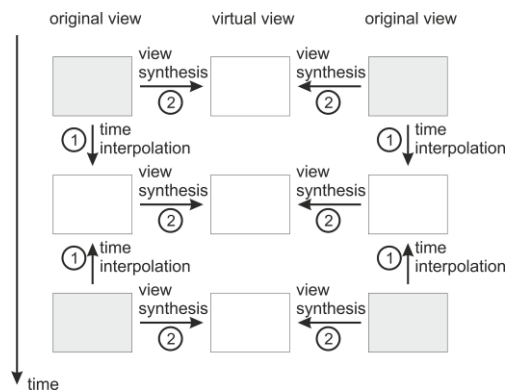 original view
virtual view
original view
view
synthesis
2
view
synthesis
2
1
time
interpolation
1
time
interpolation
view
synthesis
2
view
synthesis
2
1
time
interpolation
1
time
interpolation
view
synthesis
2
view
synthesis
2
time